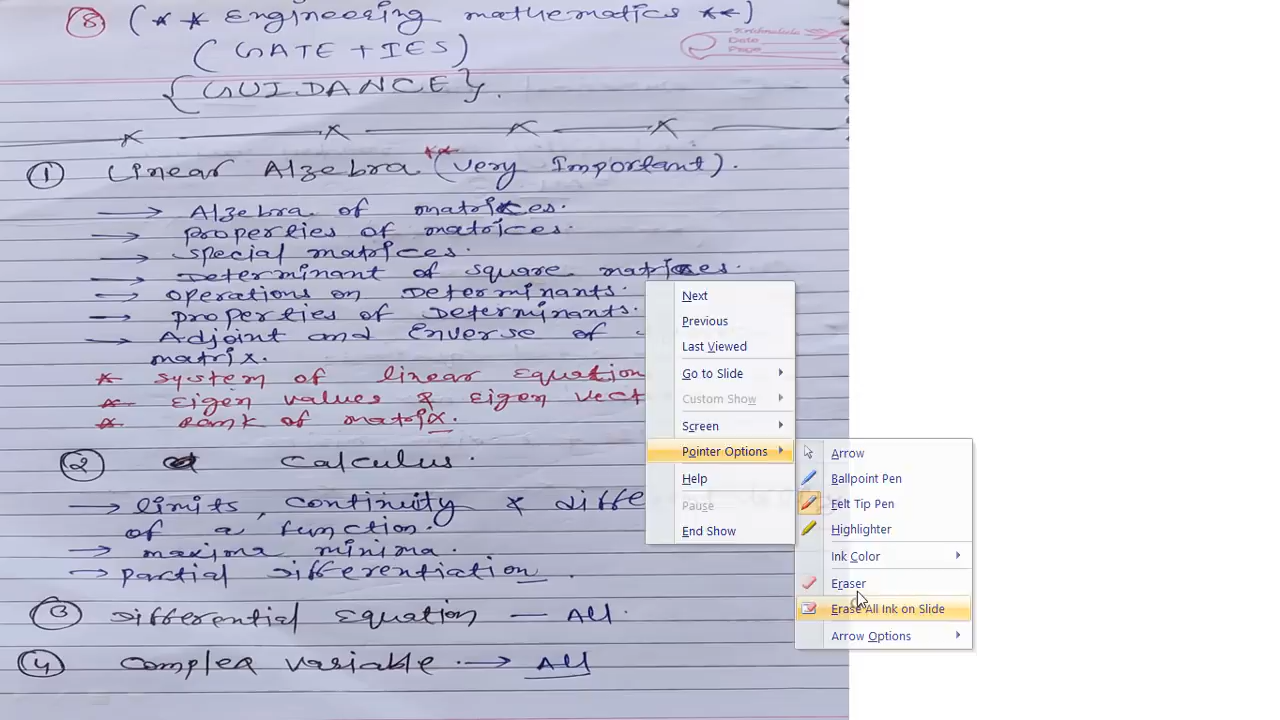 8 (** Engineering mathematics **)
(GATE + IES)
{GUIDANCE}.
Date
Page
1 Linear Algebra ** (Very Important).
→ Algebra of matrices.
→ properties of matrices.
→ special matrices.
→ Determinant of square matrices.
→ operations on Determinants.
→ properties of Determinants.
→ Adjoint and Enverse of
matrix.
* system of linear Equation
* Eigen values & Eigen Vect
* Rank of matrix.
2 Calculus.
→ limits, continuity & diffe
of a function.
→ maxima minima.
→ partial differentiation.
3 Differential Equation — All.
4 Complex variable. → All
Next
Previous
Last Viewed
Go to Slide
Custom Show
Screen
Pointer Options
Help
Pause
End Show
Arrow
Ballpoint Pen
Felt Tip Pen
Highlighter
Ink Color
Eraser
Erase All Ink on Slide
Arrow Options